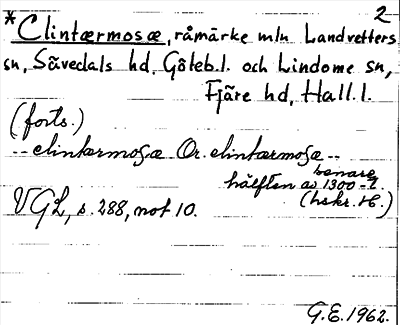 2
*Clintærmosæ, råmärke mln Landvetters
sn, Sävedals hd, Göteb.l. och Lindome sn,
Fjäre hd, Hall.l.
(forts.)
-- clintærmosæ Or. clintærmosæ --
senare
hälften av 1300-t.
(hskr. H.)
VGL, s. 288, not 10.
G.E. 1962.